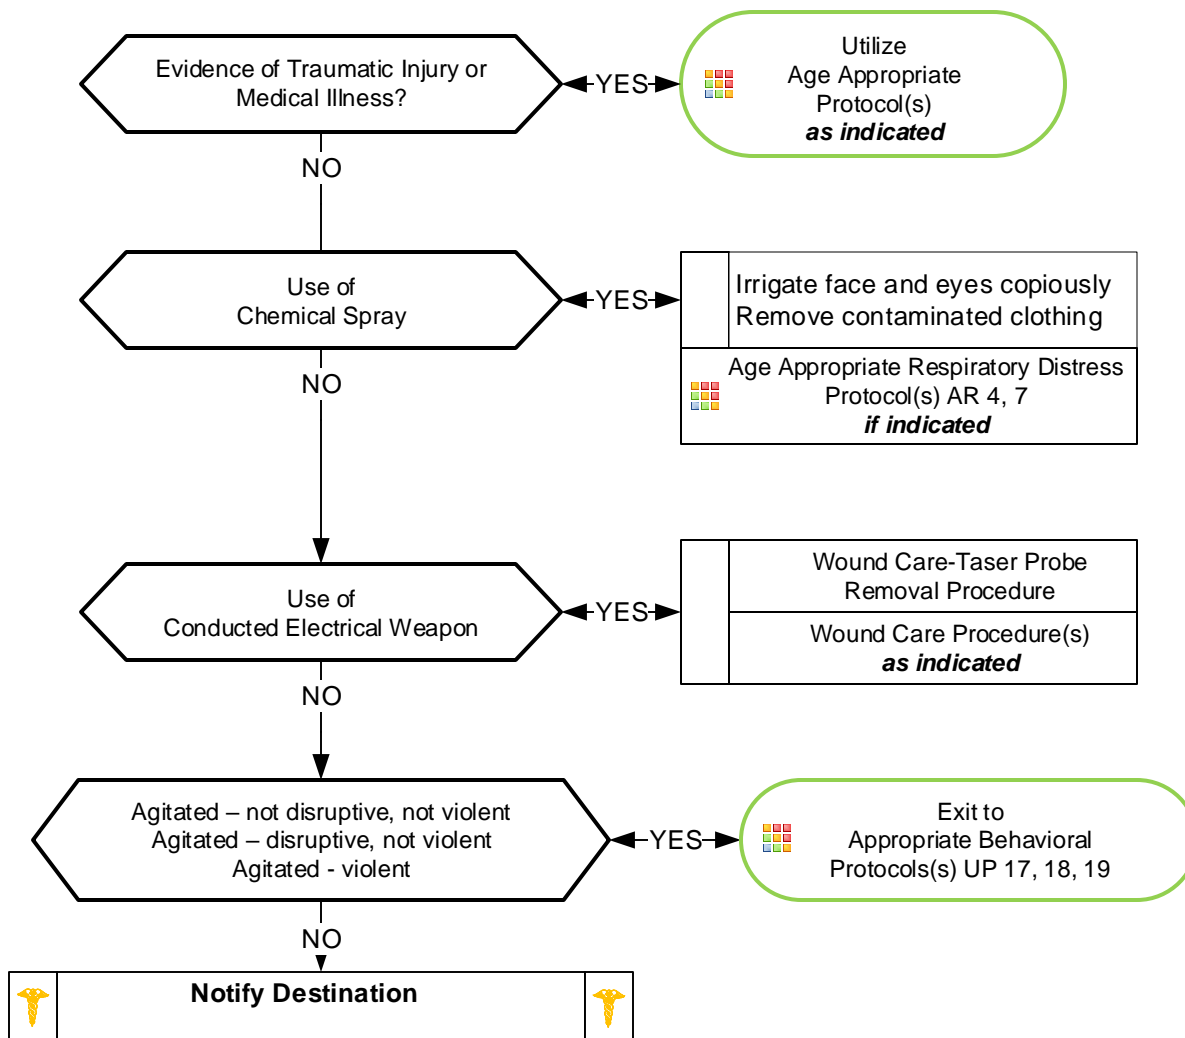 Evidence of Traumatic Injury or
Medical Illness?
YES
Utilize
Age Appropriate
Protocol(s)
as indicated
NO
Use of
Chemical Spray
YES
Irrigate face and eyes copiously
Remove contaminated clothing
Age Appropriate Respiratory Distress
Protocol(s) AR 4, 7
if indicated
NO
Use of
Conducted Electrical Weapon
YES
Wound Care-Taser Probe
Removal Procedure
Wound Care Procedure(s)
as indicated
NO
Agitated – not disruptive, not violent
Agitated – disruptive, not violent
Agitated - violent
YES
Exit to
Appropriate Behavioral
Protocols(s) UP 17, 18, 19
NO
Notify Destination